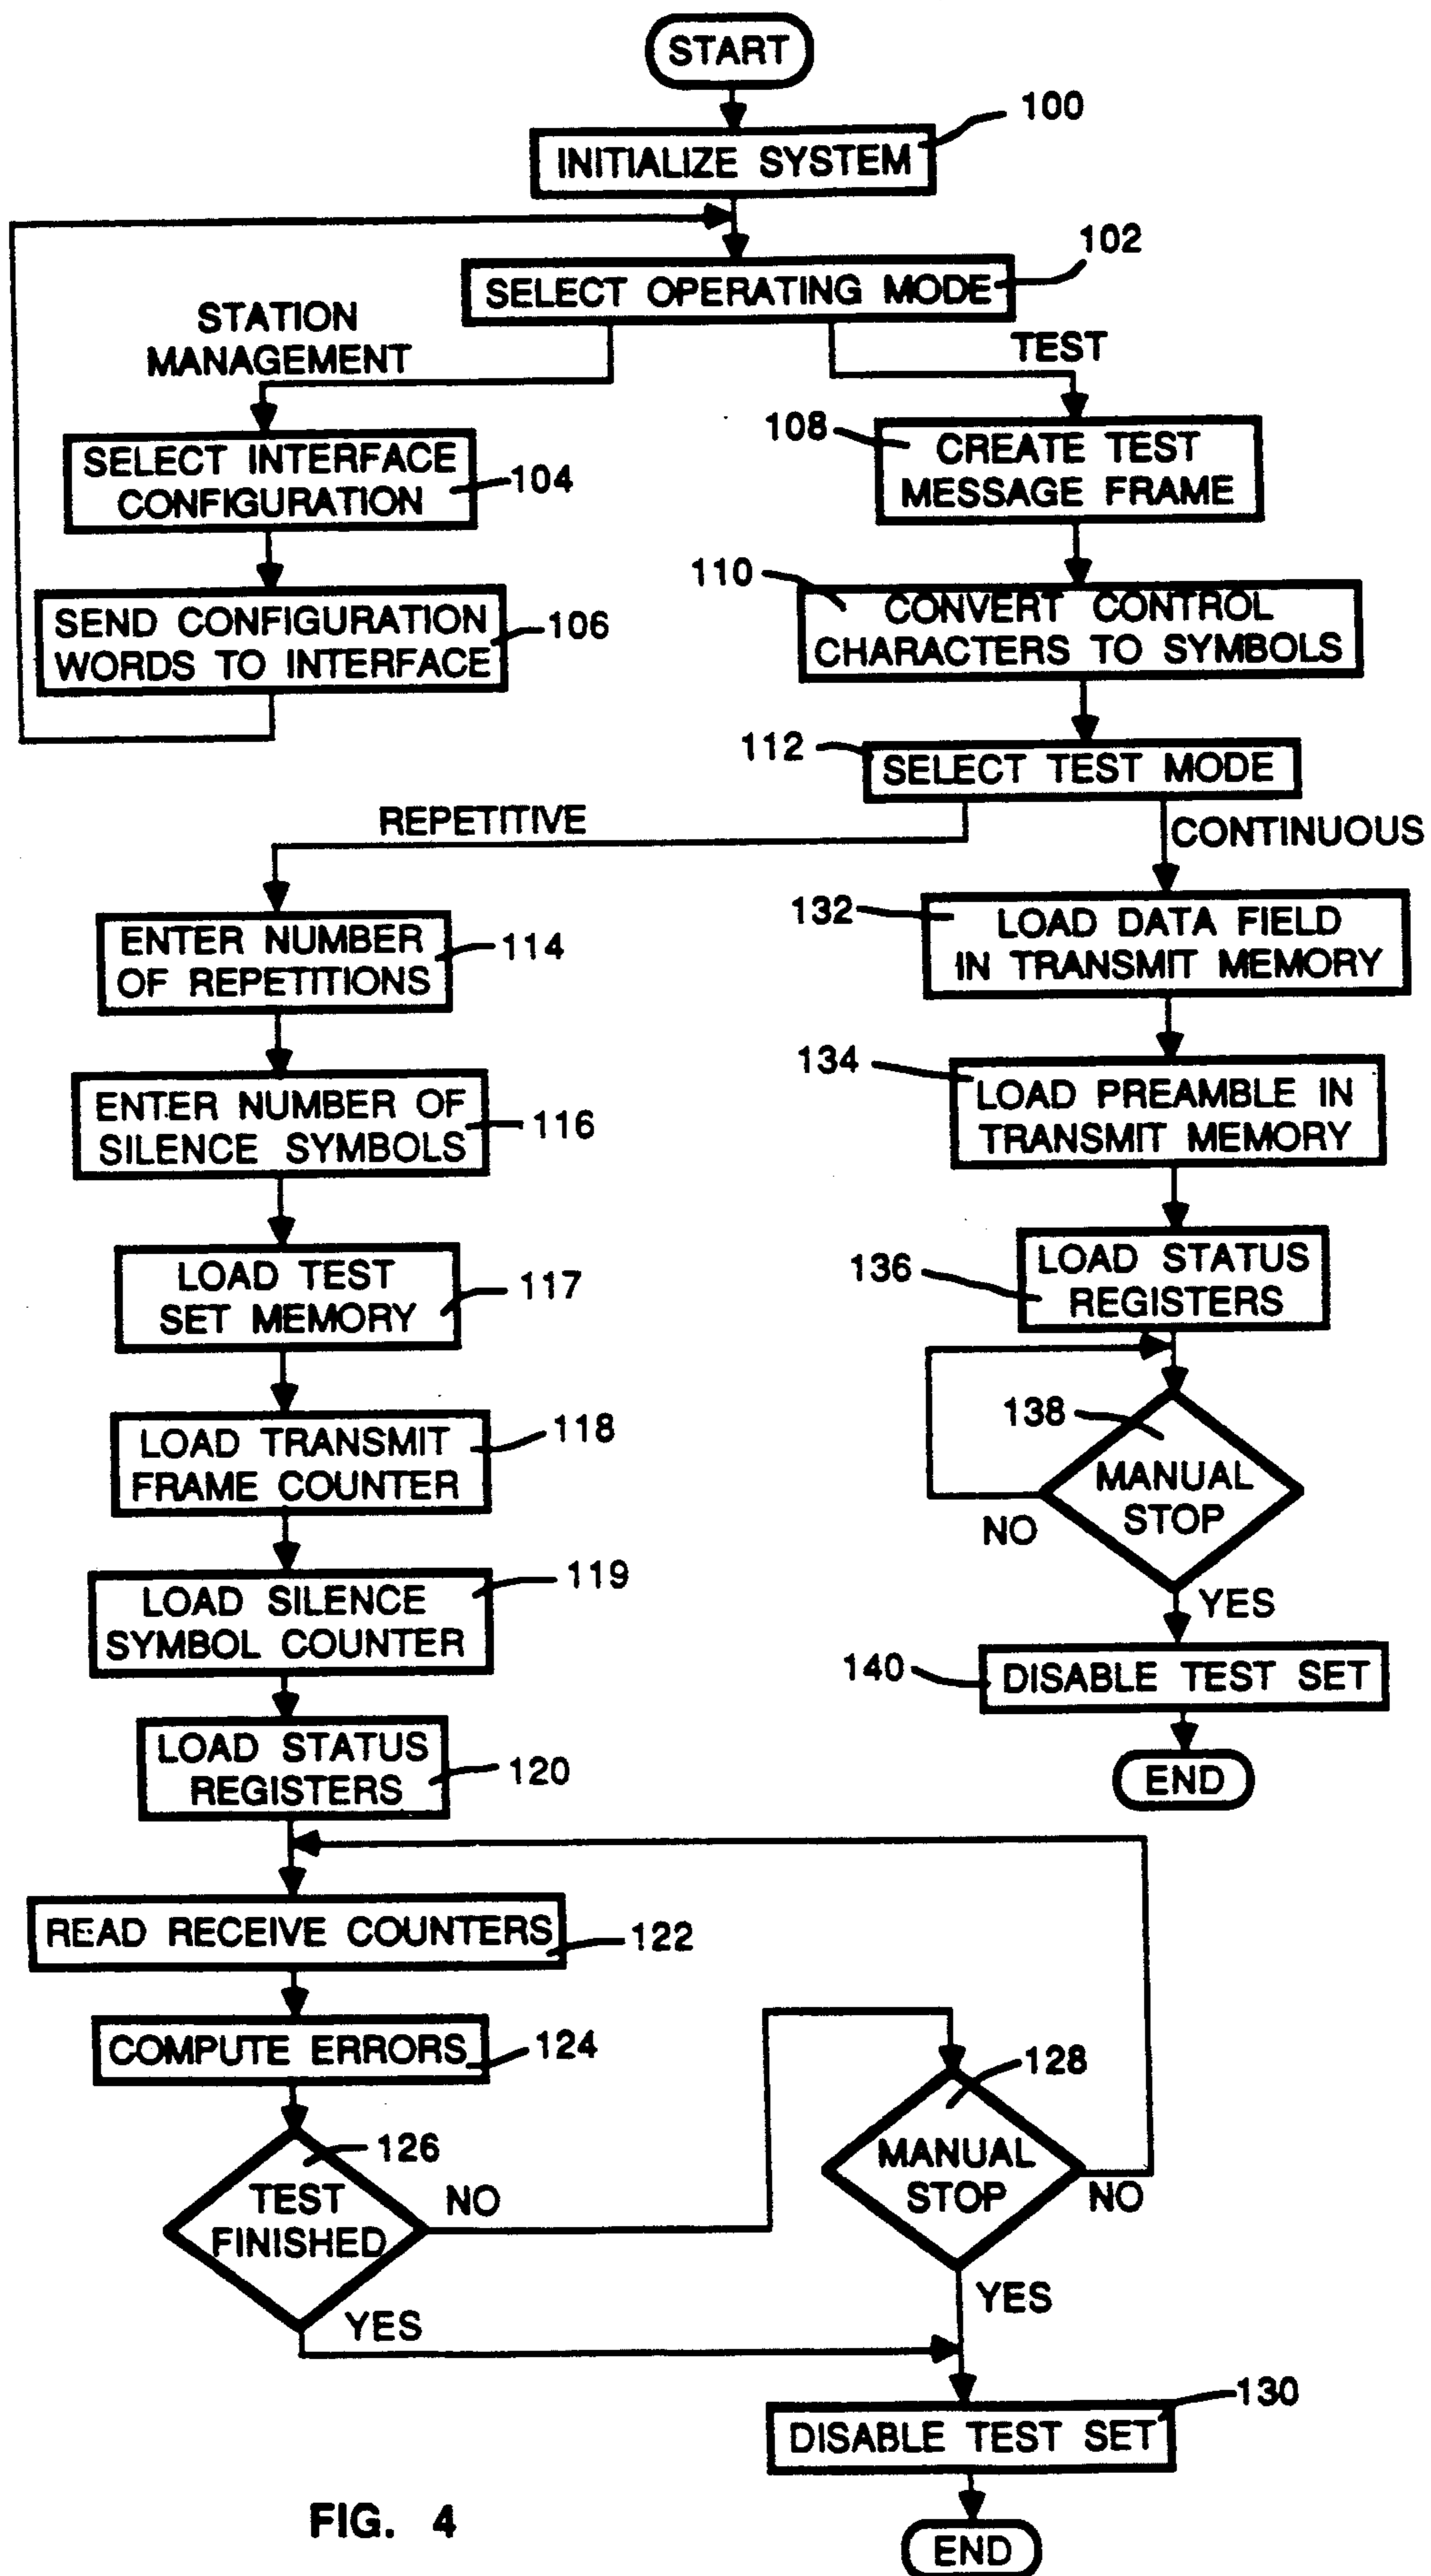 START
100
INITIALIZE SYSTEM
102
SELECT OPERATING MODE
STATION
MANAGEMENT
TEST
SELECT INTERFACE
CONFIGURATION
104
108
CREATE TEST
MESSAGE FRAME
SEND CONFIGURATION
WORDS TO INTERFACE
106
110
CONVERT CONTROL
CHARACTERS TO SYMBOLS
112
SELECT TEST MODE
REPETITIVE
CONTINUOUS
ENTER NUMBER
OF REPETITIONS
114
132
LOAD DATA FIELD
IN TRANSMIT MEMORY
ENTER NUMBER OF
SILENCE SYMBOLS
116
134
LOAD PREAMBLE IN
TRANSMIT MEMORY
LOAD TEST
SET MEMORY
117
136
LOAD STATUS
REGISTERS
LOAD TRANSMIT
FRAME COUNTER
118
138
MANUAL
STOP
NO
YES
LOAD SILENCE
SYMBOL COUNTER
119
140
DISABLE TEST SET
END
LOAD STATUS
REGISTERS
120
READ RECEIVE COUNTERS
122
COMPUTE ERRORS
124
126
TEST
FINISHED
NO
YES
128
MANUAL
STOP
NO
YES
130
DISABLE TEST SET
END
FIG. 4